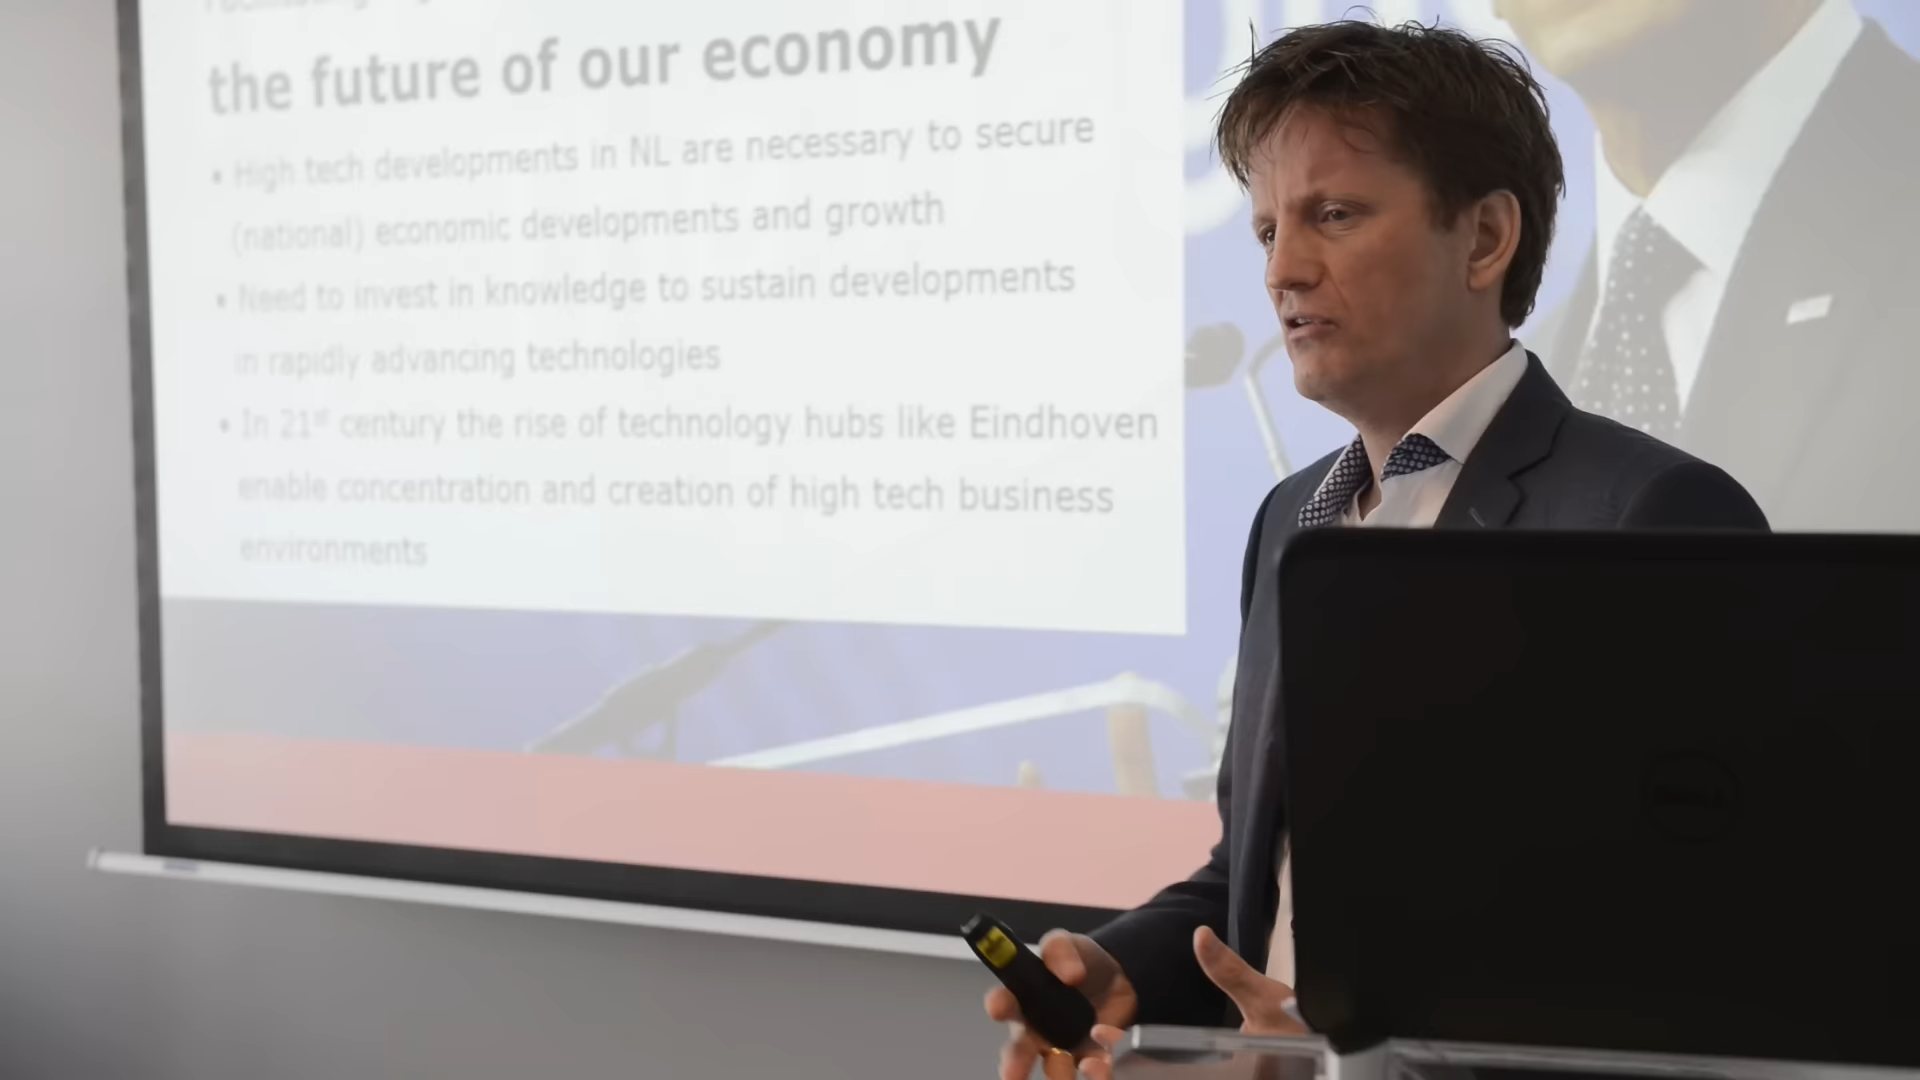 the future of our economy
• High tech developments in NL are necessary to secure
(national) economic developments and growth
• Need to invest in knowledge to sustain developments
in rapidly advancing technologies
• In 21st century the rise of technology hubs like Eindhoven
enable concentration and creation of high tech business
environments